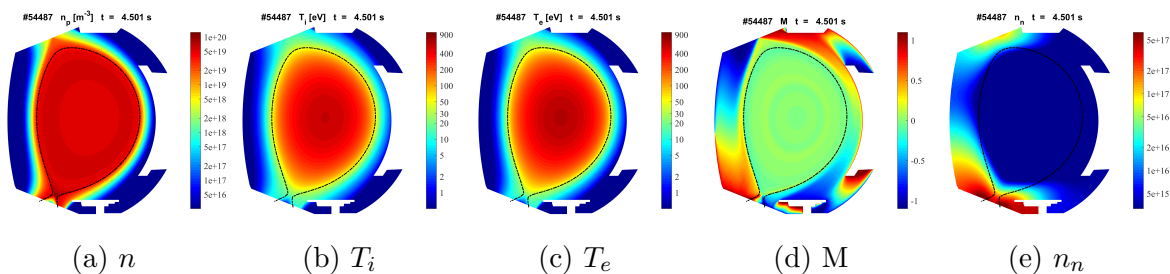 #54487 n_p [m^-3] t = 4.501 s
1e+20
5e+19
2e+19
1e+19
5e+18
2e+18
1e+18
5e+17
2e+17
1e+17
5e+16
(a) n
#54487 T_i [eV] t = 4.501 s
900
400
200
100
50
30
20
10
5
2
1
(b) T_i
#54487 T_e [eV] t = 4.501 s
900
400
200
100
50
30
20
10
5
2
1
(c) T_e
#54487 M t = 4.501 s
1
0.5
0
-0.5
-1
(d) M
#54487 n_n t = 4.501 s
5e+17
2e+17
1e+17
5e+16
2e+16
1e+16
5e+15
(e) n_n